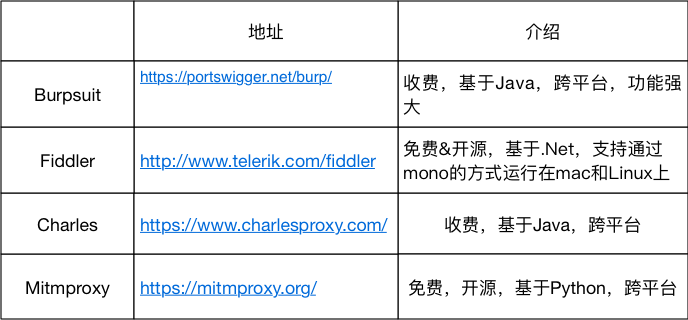 地址 介绍
Burpsuit https://portswigger.net/burp/ 收费，基于Java，跨平台，功能强
大
Fiddler http://www.telerik.com/fiddler 免费&开源，基于.Net，支持通过
mono的方式运行在mac和Linux上
Charles https://www.charlesproxy.com/ 收费，基于Java，跨平台
Mitmproxy https://mitmproxy.org/ 免费，开源，基于Python，跨平台